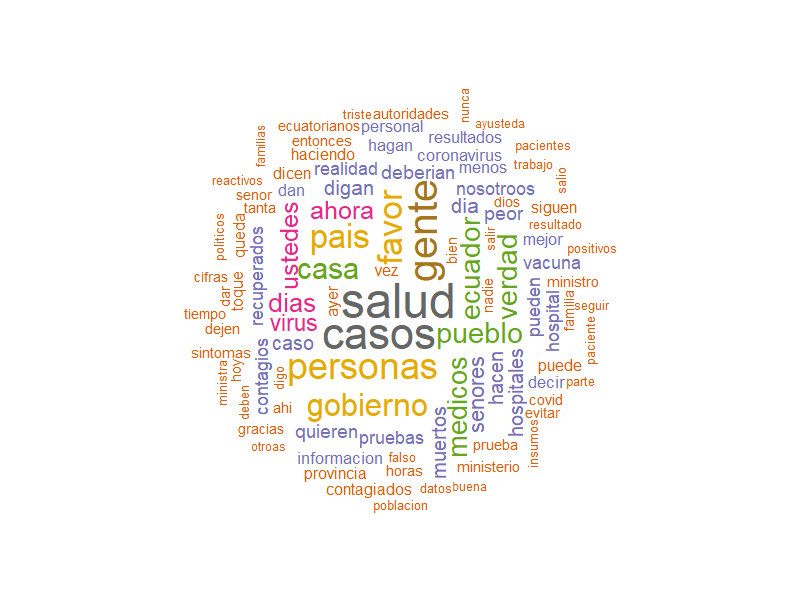 nunca
triste
autoridades
ecuatorianos
personal
ayusteda
familias
entonces
hagan
resultados
pacientes
haciendo
coronavirus
dicen
realidad
deberian
menos
trabajo
salio
reactivos
senor
dan
digan
nosotroos
tanta
ustedes
ahora
favor
gente
dia
dios
peor
siguen
politicos
queda
pais
ecuador
salir
resultado
recuperados
verdad
mejor
positivos
bien
casa
vez
vacuna
cifras
dar
toque
ayer
nadie
ministro
dias
salud
pueden
hospital
familia
seguir
tiempo
virus
casos
pueblo
dejen
caso
paciente
sintomas
contagios
personas
medicos
senores
hacen
hospitales
puede
ministra
hoy
digo
decir
parte
deben
ahi
gobierno
covid
evitar
gracias
quieren
pruebas
muertos
prueba
insumos
otroas
informacion
falso
provincia
horas
ministerio
contagiados
datos
buena
poblacion